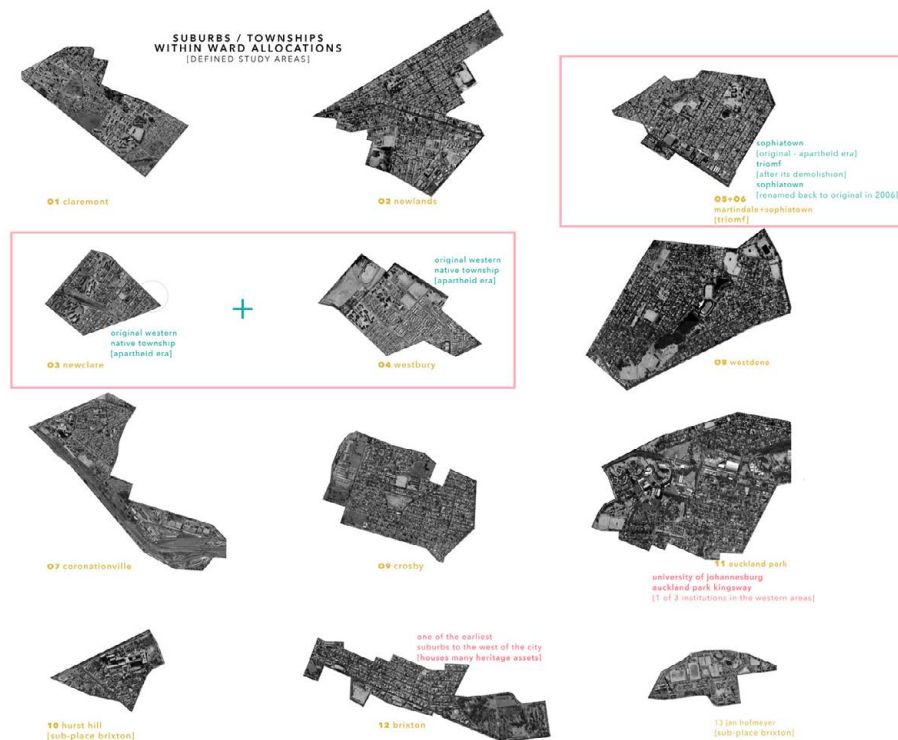 SUBURBS / TOWNSHIPS
WITHIN WARD ALLOCATIONS
[DEFINED STUDY AREAS]
01 claremont
02 newlands
sophiatown
[original - apartheid era]
triomf
[after its demolishion]
sophiatown
[renamed back to original in 2006]
05+06
martindale+sophiatown
[triomf]
original western
native township
[apartheid era]
03 newclare
+
original western
native township
[apartheid era]
04 westbury
08 westdene
07 coronationville
09 crosby
11 auckland park
university of johannesburg
auckland park kingsway
[1 of 3 institutions in the western areas]
10 hurst hill
[sub-place brixton]
one of the earliest
suburbs to the west of the city
[houses many heritage assets]
12 brixton
13 jan hofmeyer
[sub-place brixton]